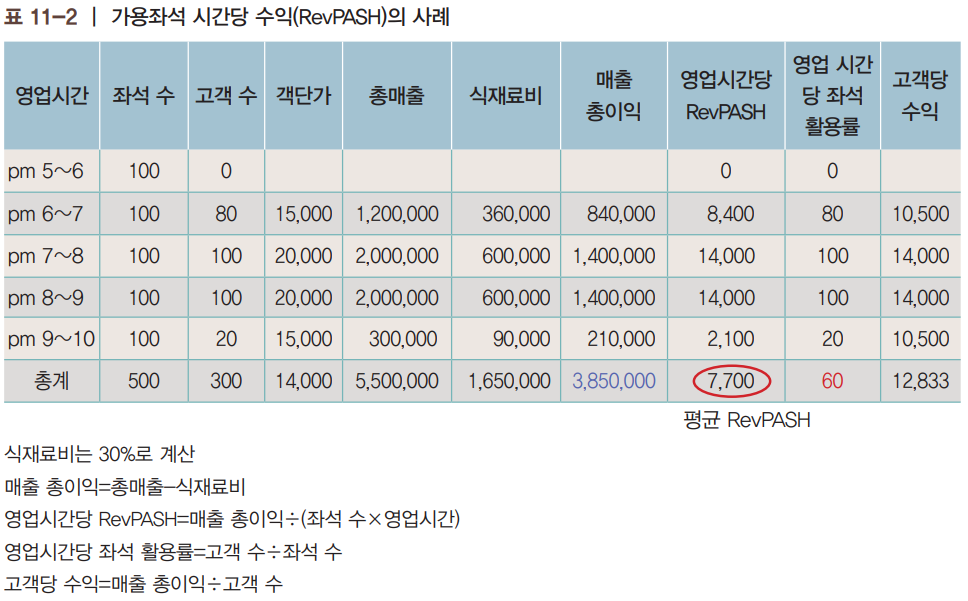 표 11-2 | 가용좌석 시간당 수익(RevPASH)의 사례
영업시간 좌석 수 고객 수 객단가 총매출 식재료비 매출 총이익 영업시간당 RevPASH 영업 시간당 좌석 활용률 고객당 수익
pm 5~6 100 0 0 0
pm 6~7 100 80 15,000 1,200,000 360,000 840,000 8,400 80 10,500
pm 7~8 100 100 20,000 2,000,000 600,000 1,400,000 14,000 100 14,000
pm 8~9 100 100 20,000 2,000,000 600,000 1,400,000 14,000 100 14,000
pm 9~10 100 20 15,000 300,000 90,000 210,000 2,100 20 10,500
총계 500 300 14,000 5,500,000 1,650,000 3,850,000 7,700 60 12,833
평균 RevPASH
식재료비는 30%로 계산
매출 총이익=총매출-식재료비
영업시간당 RevPASH=매출 총이익÷(좌석 수×영업시간)
영업시간당 좌석 활용률=고객 수÷좌석 수
고객당 수익=매출 총이익÷고객 수